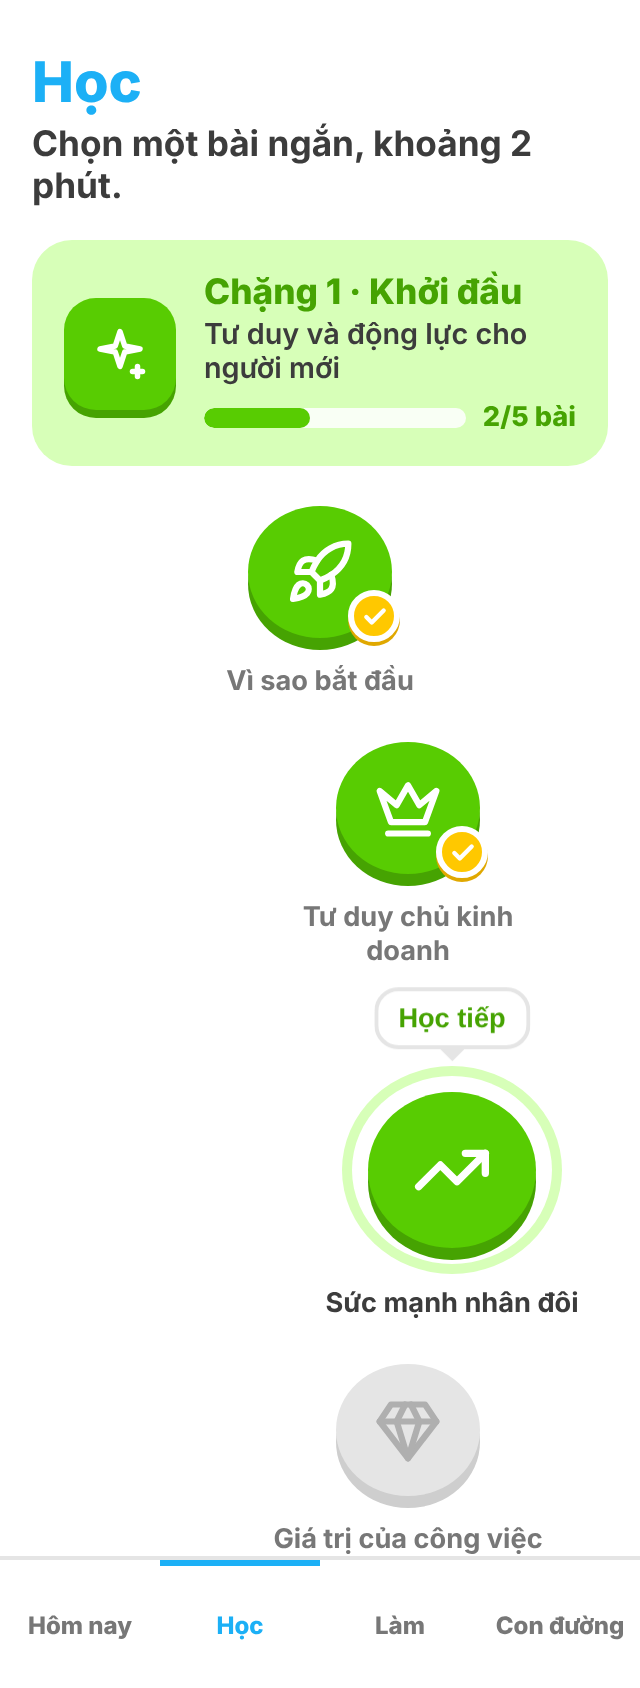 Học
Chọn một bài ngắn, khoảng 2
phút.
Chặng 1 · Khởi đầu
Tư duy và động lực cho
người mới
2/5 bài
Vì sao bắt đầu
Tư duy chủ kinh
doanh
Học tiếp
Sức mạnh nhân đôi
Giá trị của công việc
Hôm nay
Học
Làm
Con đường